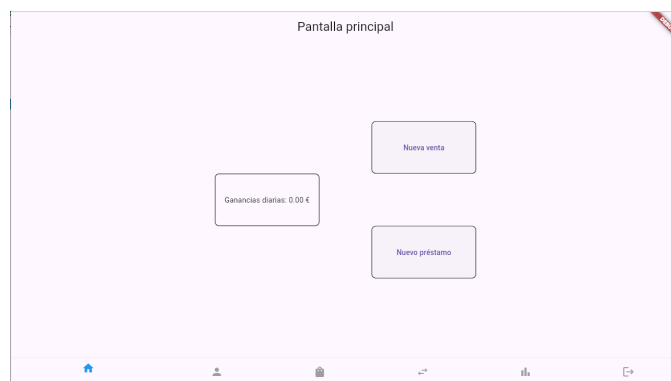 Pantalla principal
Nueva venta
Ganancias diarias: 0.00 €
Nuevo préstamo